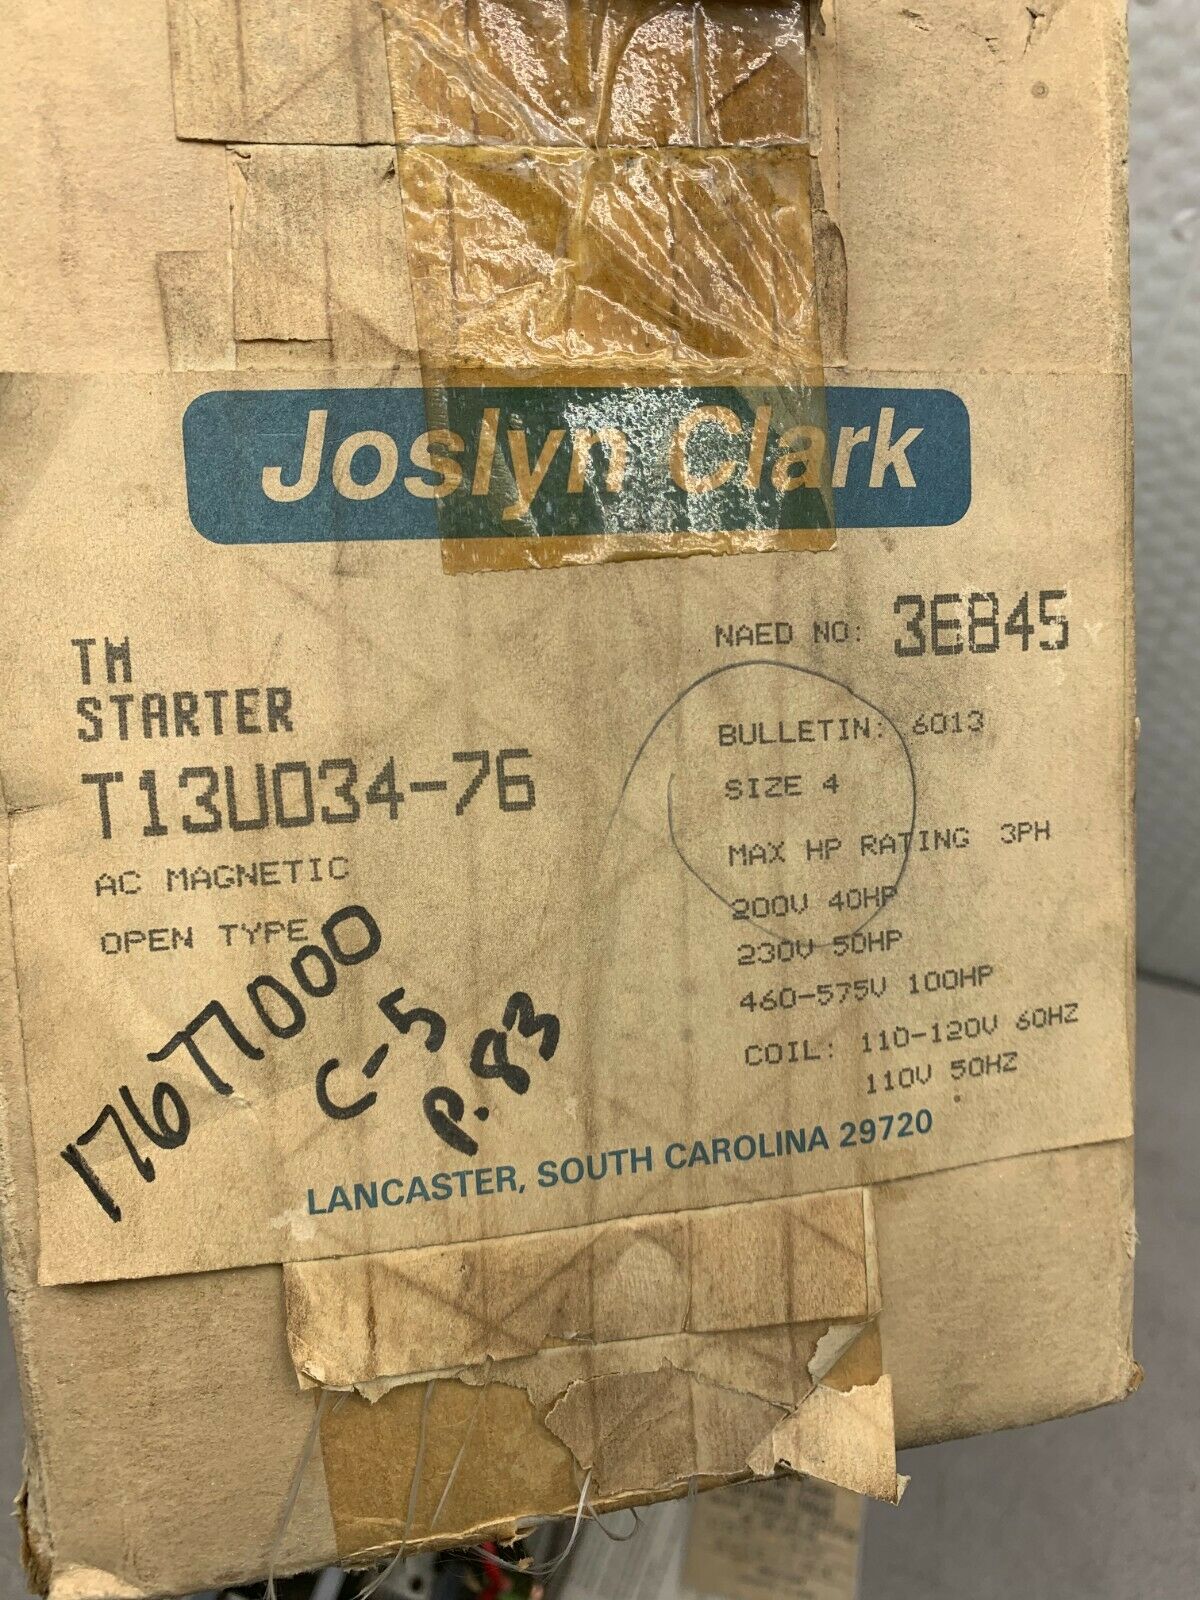 Joslyn Clark
TM
STARTER
T13U034-76
AC MAGNETIC
OPEN TYPE
NAED NO: 36845
BULLETIN: 6013
SIZE 4
MAX HP RATING 3PH
200V 40HP
230V 50HP
460-575V 100HP
COIL: 110-120V 60HZ
110V 50HZ
176T1000
C-5
P.83
LANCASTER, SOUTH CAROLINA 29720